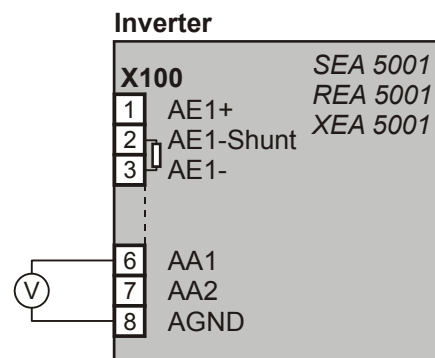 Inverter
SEA 5001
REA 5001
XEA 5001
X100
1 AE1+
2 AE1-Shunt
3 AE1-
6 AA1
7 AA2
8 AGND
V